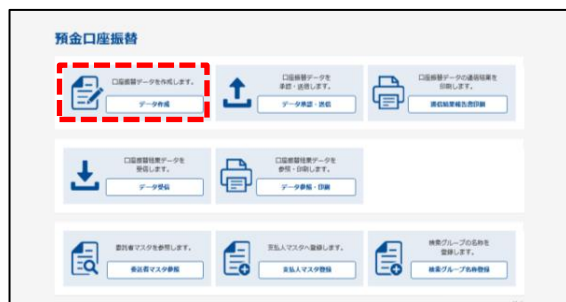 預金口座振替
口座振替データを作成します。
データ作成
口座振替データを
承認・送信します。
データ承認・送信
口座振替データの通信結果を
印刷します。
通信結果報告書印刷
口座振替結果データを
受信します。
データ受信
口座振替結果データを
参照・印刷します。
データ参照・印刷
委託者マスタを参照します。
委託者マスタ参照
支払人マスタへ登録します。
支払人マスタ登録
検索グループの名称を
登録します。
検索グループ名称登録